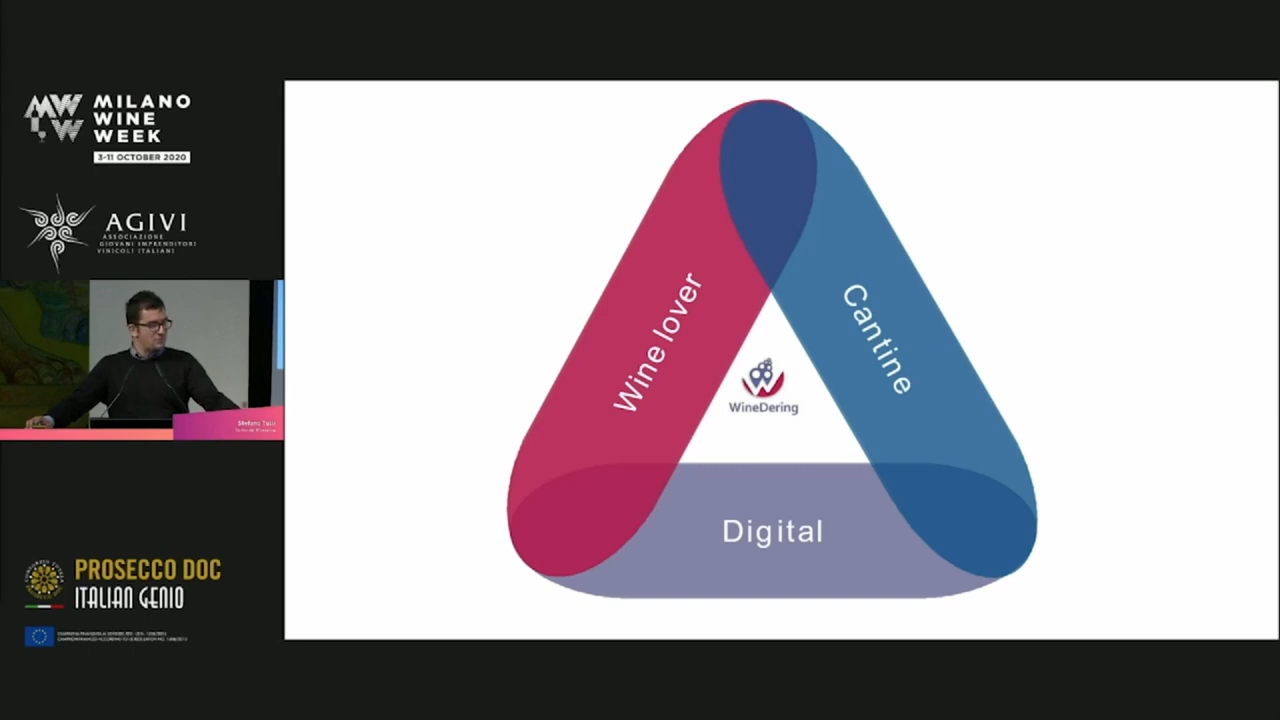 MILANO
WINE
WEEK
3-11 OCTOBER 2020
AGIVI
ASSOCIAZIONE
GIOVANI IMPRENDITORI
VINICOLI ITALIANI
Wine lover
Cantine
WineDering
Digital
PROSECCO DOC
ITALIAN GENIO